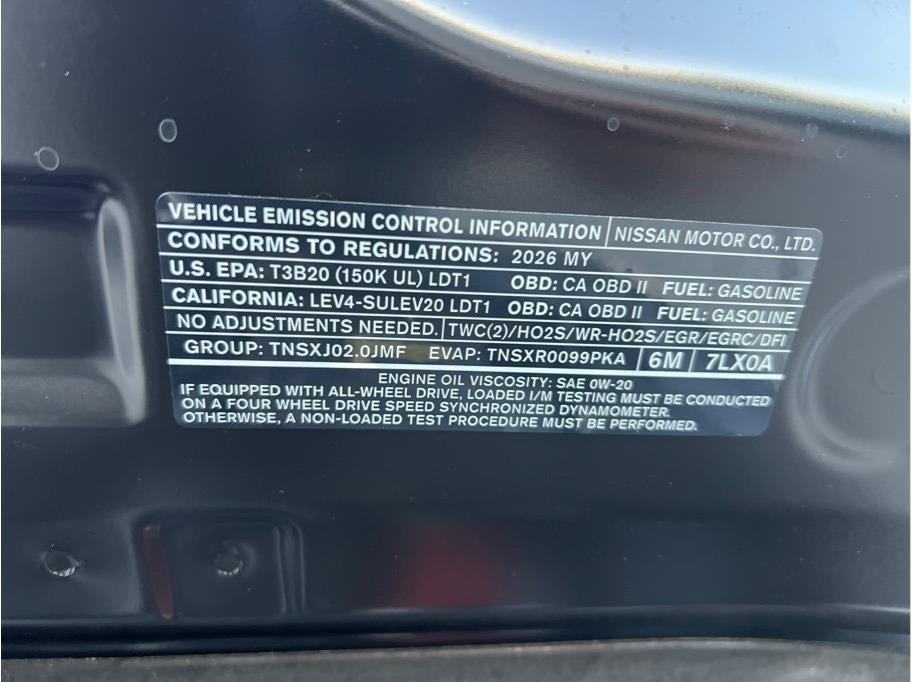 VEHICLE EMISSION CONTROL INFORMATION NISSAN MOTOR CO., LTD.
CONFORMS TO REGULATIONS: 2026 MY
U.S. EPA: T3B20 (150K UL) LDT1 OBD: CA OBD II FUEL: GASOLINE
CALIFORNIA: LEV4-SULEV20 LDT1 OBD: CA OBD II FUEL: GASOLINE
NO ADJUSTMENTS NEEDED. TWC(2)/HO2S/WR-HO2S/EGR/EGRC/DFI
GROUP: TNSXJ02.0JMF EVAP: TNSXR0099PKA 6M 7LX0A
ENGINE OIL VISCOSITY: SAE 0W-20
IF EQUIPPED WITH ALL-WHEEL DRIVE, LOADED I/M TESTING MUST BE CONDUCTED
ON A FOUR WHEEL DRIVE SPEED SYNCHRONIZED DYNAMOMETER.
OTHERWISE, A NON-LOADED TEST PROCEDURE MUST BE PERFORMED.